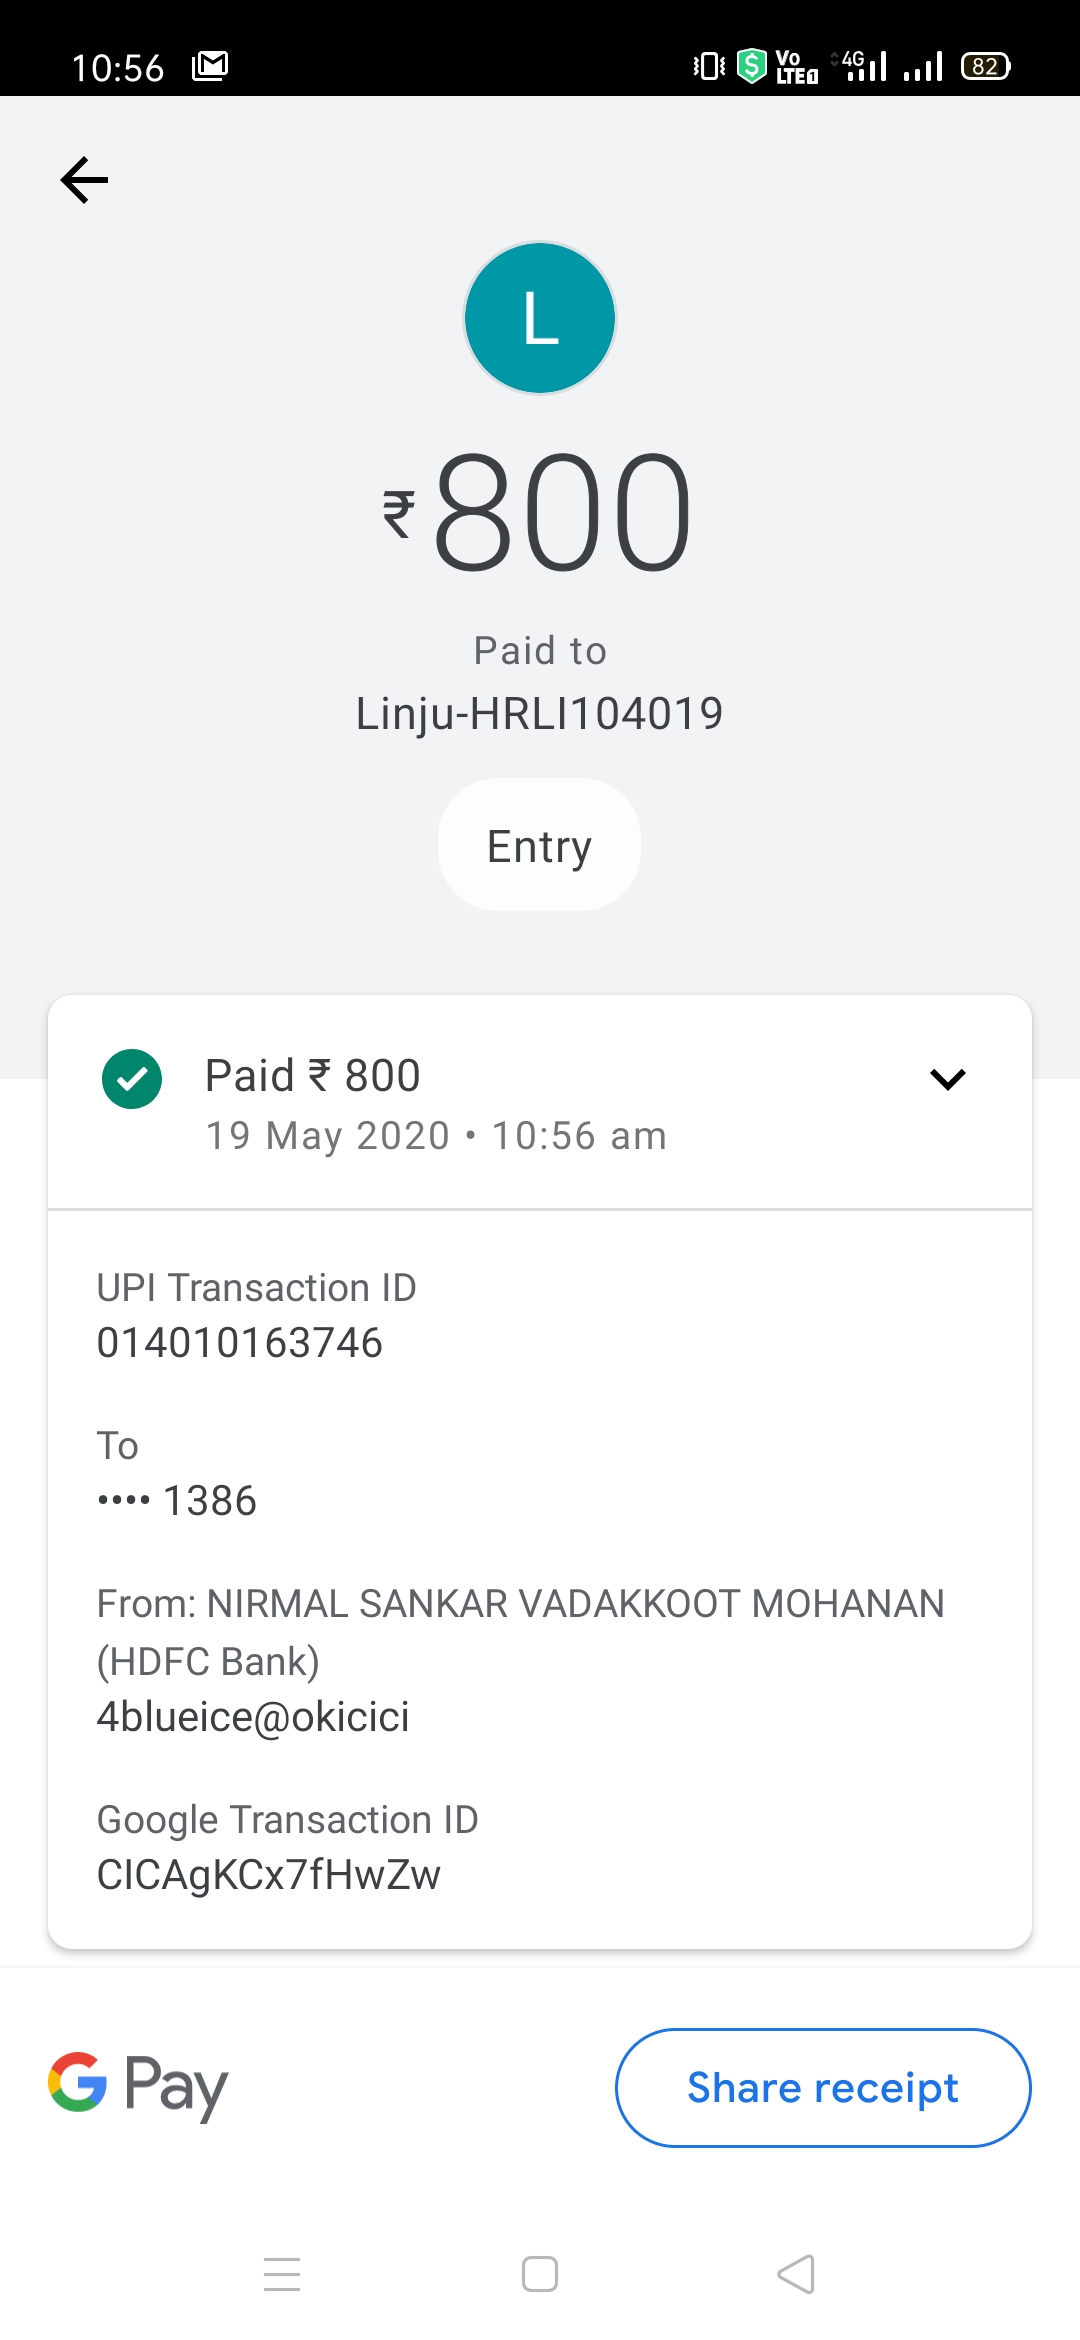 10:56
Vo
LTE1
4G
82
L
₹800
Paid to
Linju-HRLI104019
Entry
Paid ₹ 800
19 May 2020 • 10:56 am
UPI Transaction ID
014010163746
To
•••• 1386
From: NIRMAL SANKAR VADAKKOOT MOHANAN
(HDFC Bank)
4blueice@okicici
Google Transaction ID
CICAgKCx7fHwZw
G Pay
Share receipt